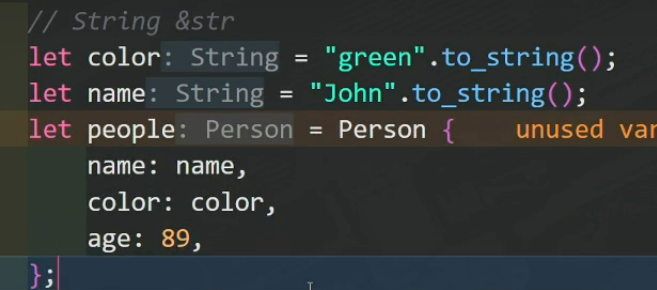 // String &str
let color: String = "green".to_string();
let name: String = "John".to_string();
let people: Person = Person {     unused var
    name: name,
    color: color,
    age: 89,
};